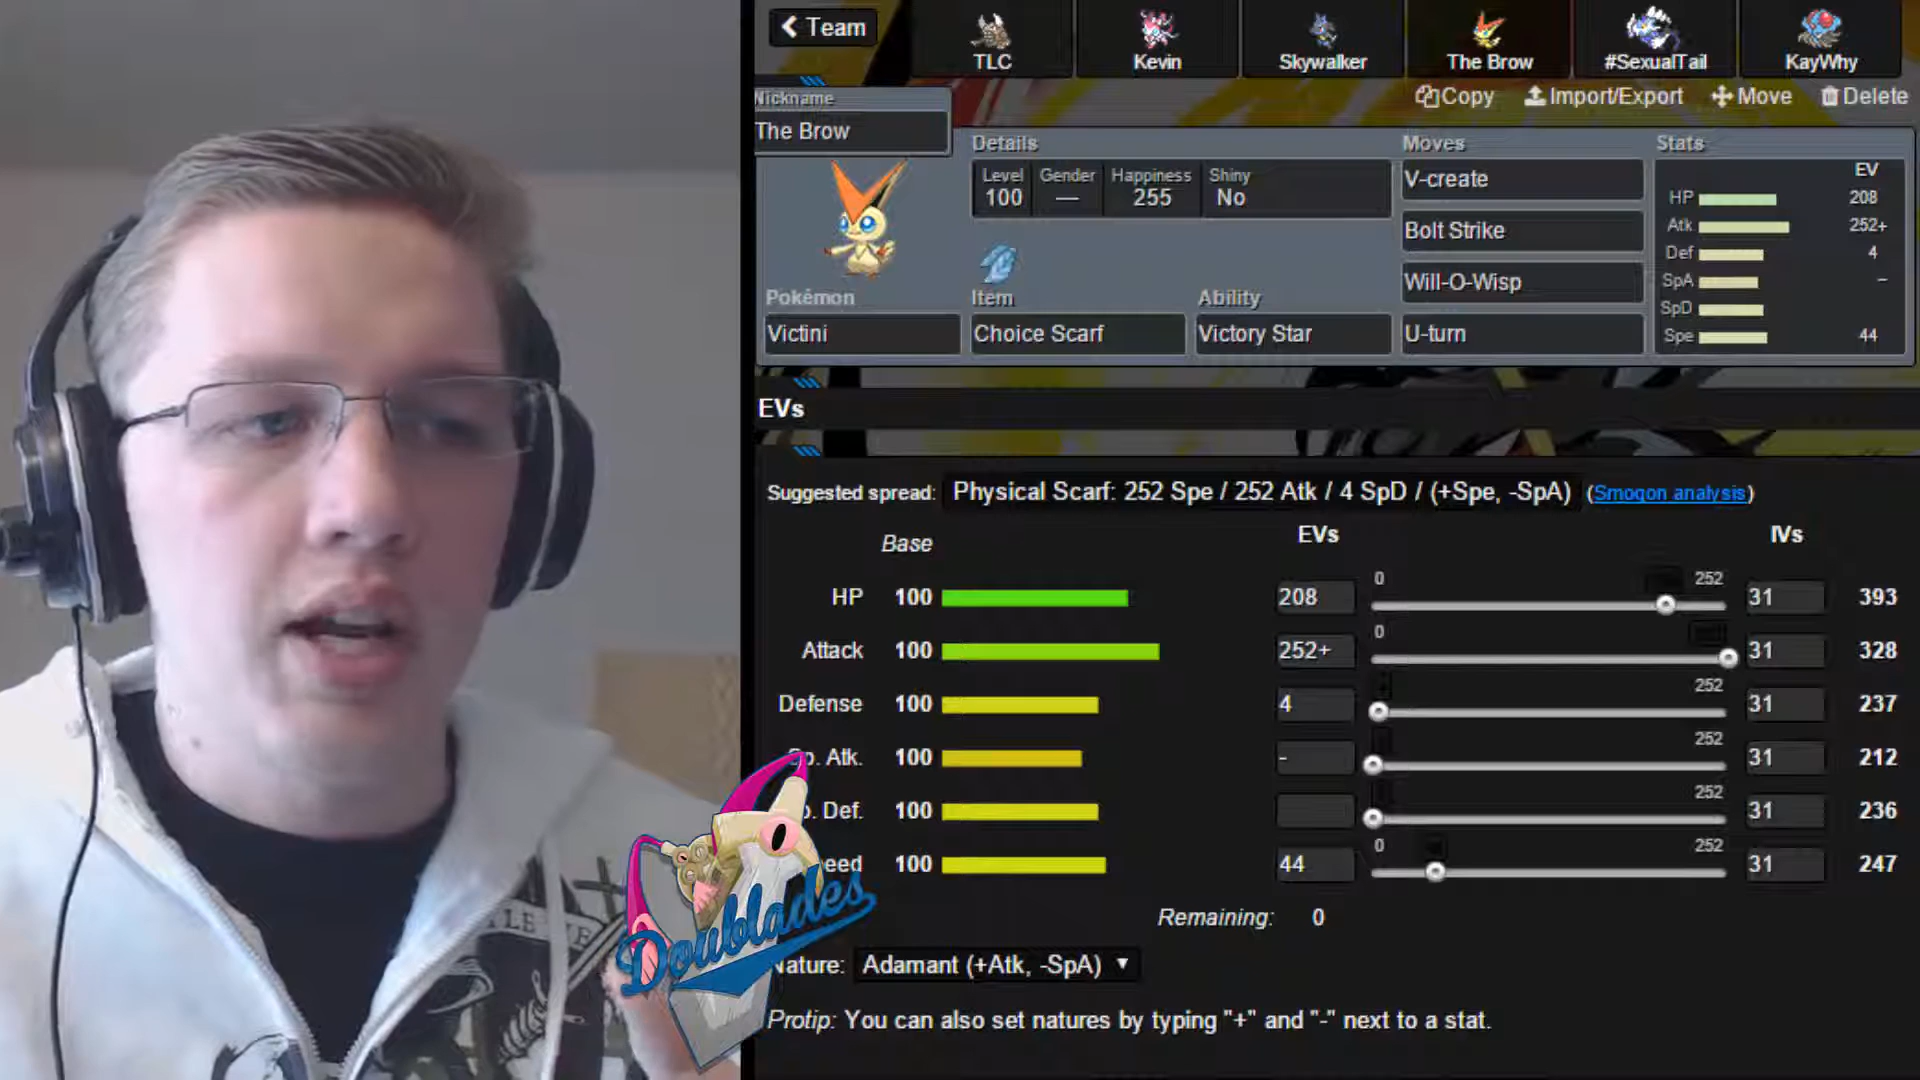 Team
TLC
Kevin
Skywalker
The Brow
#SexualTail
KayWhy
Copy
Import/Export
Move
Delete
Nickname
The Brow
Details
Level
100
Gender
—
Happiness
255
Shiny
No
Moves
V-create
Bolt Strike
Will-O-Wisp
U-turn
Stats
EV
HP 208
Atk 252+
Def 4
SpA –
SpD
Spe 44
Pokémon
Victini
Item
Choice Scarf
Ability
Victory Star
EVs
Suggested spread: Physical Scarf: 252 Spe / 252 Atk / 4 SpD / (+Spe, -SpA) (Smogon analysis)
Base EVs IVs
0 252
HP 100 208 31 393
0
Attack 100 252+ 31 328
252
Defense 100 4 31 237
252
Sp. Atk. 100 - 31 212
252
p. Def. 100 31 236
0 252
eed 100 44 31 247
Remaining: 0
Doublades
Nature: Adamant (+Atk, -SpA)
Protip: You can also set natures by typing "+" and "-" next to a stat.